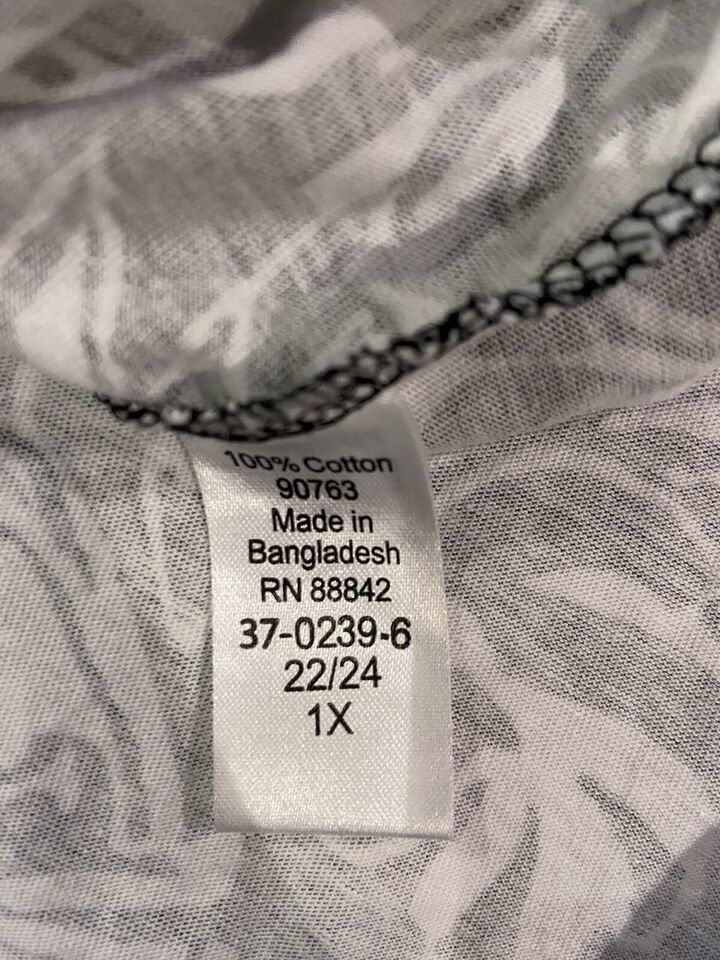 100% Cotton
90763
Made in
Bangladesh
RN 88842
37-0239-6
22/24
1X